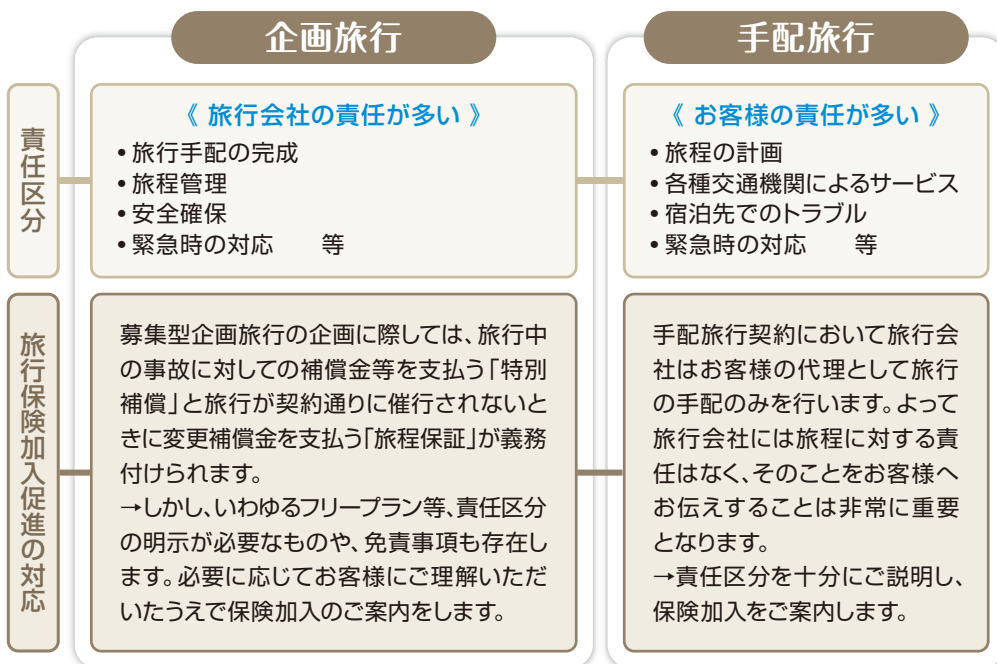 企画旅行
手配旅行
責任区分
《 旅行会社の責任が多い 》
• 旅行手配の完成
• 旅程管理
• 安全確保
• 緊急時の対応　　等
《 お客様の責任が多い 》
• 旅程の計画
• 各種交通機関によるサービス
• 宿泊先でのトラブル
• 緊急時の対応　　等
旅行保険加入促進の対応
募集型企画旅行の企画に際しては、旅行中
の事故に対しての補償金等を支払う「特別
補償」と旅行が契約通りに催行されないと
きに変更補償金を支払う「旅程保証」が義務
付けられます。
→しかし、いわゆるフリープラン等、責任区分
の明示が必要なものや、免責事項も存在し
ます。必要に応じてお客様にご理解いただ
いたうえで保険加入のご案内をします。
手配旅行契約において旅行会
社はお客様の代理として旅行
の手配のみを行います。よって
旅行会社には旅程に対する責
任はなく、そのことをお客様へ
お伝えすることは非常に重要
となります。
→責任区分を十分にご説明し、
保険加入をご案内します。